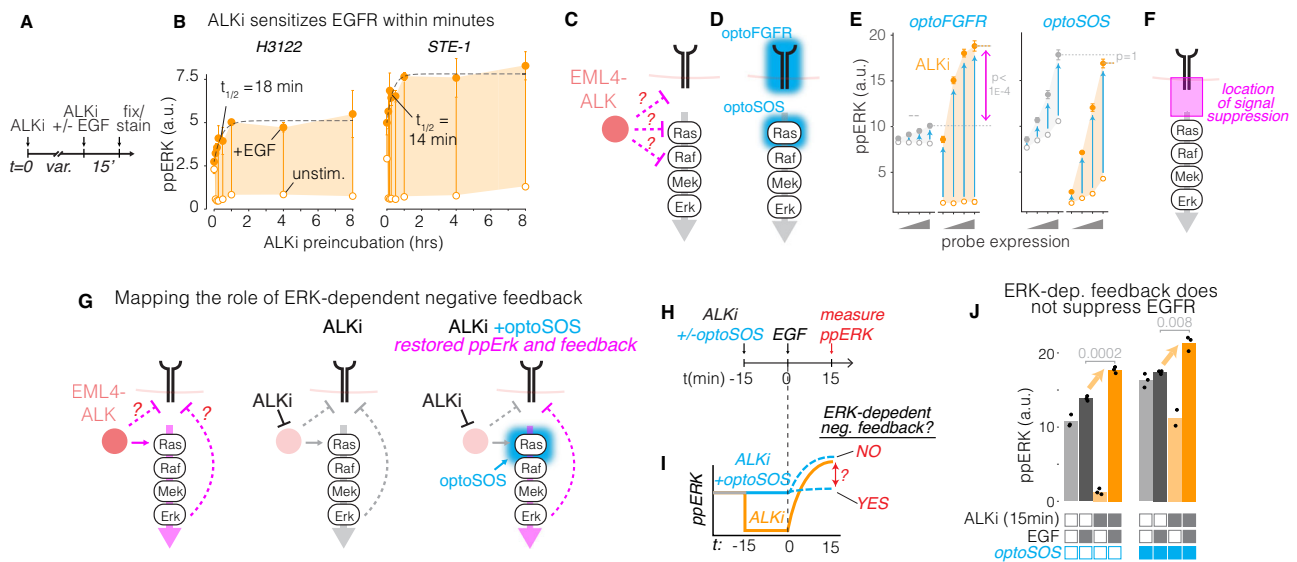 A
ALKi
ALKi
+/- EGF
fix/
stain
t=0
var.
15'
B
ALKi sensitizes EGFR within minutes
H3122
STE-1
ppERK (a.u.)
7.5
5
2.5
0
t1/2 = 18 min
+EGF
unstim.
t1/2 =
14 min
0
4
8
0
4
8
ALKi preincubation (hrs)
C
EML4-
ALK
?
?
?
Ras
Raf
Mek
Erk
D
optoFGFR
optoSOS
Ras
Raf
Mek
Erk
E
optoFGFR
optoSOS
ppERK (a.u.)
20
15
10
5
ALKi
p<
1E-4
p=1
probe expression
F
location
of signal
suppression
Ras
Raf
Mek
Erk
G
Mapping the role of ERK-dependent negative feedback
EML4-
ALK
?
?
Ras
Raf
Mek
Erk
ALKi
ALKi
Ras
Raf
Mek
Erk
ALKi +optoSOS
restored ppErk and feedback
ALKi
optoSOS
Ras
Raf
Mek
Erk
H
ALKi
+/-optoSOS
EGF
measure
ppERK
t(min)
-15
0
15
I
ERK-depedent
neg. feedback?
ppERK
ALKi
+optoSOS
ALKi
NO
?
YES
t:
-15
0
15
J
ERK-dep. feedback does
not suppress EGFR
ppERK (a.u.)
20
10
0
0.0002
0.008
ALKi (15min)
EGF
optoSOS